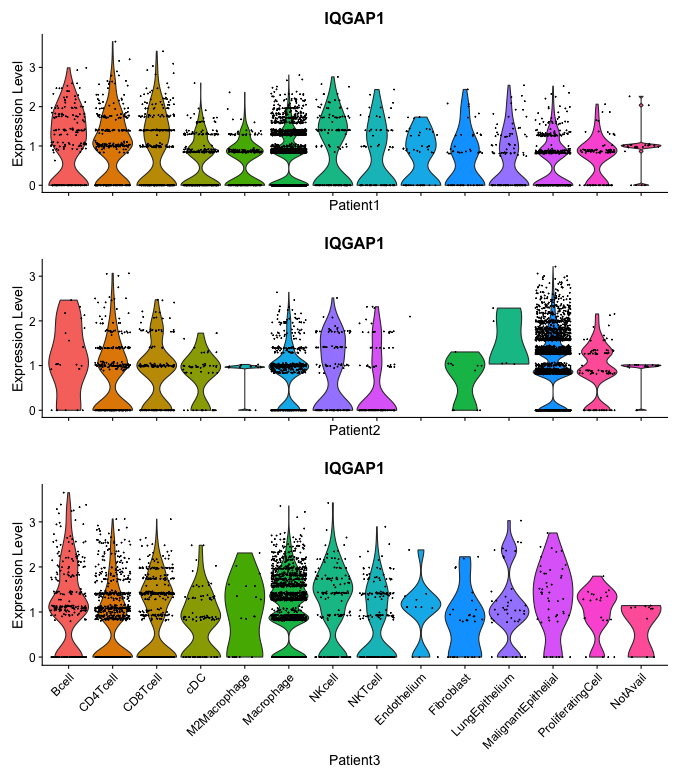 IQGAP1
Expression Level
3
2
1
0
Patient1
IQGAP1
Expression Level
3
2
1
0
Patient2
IQGAP1
Expression Level
3
2
1
0
Bcell
CD4Tcell
CD8Tcell
cDC
M2Macrophage
Macrophage
NKcell
NKTcell
Endothelium
Fibroblast
LungEpithelium
MalignantEpithelial
ProliferatingCell
NotAvail
Patient3